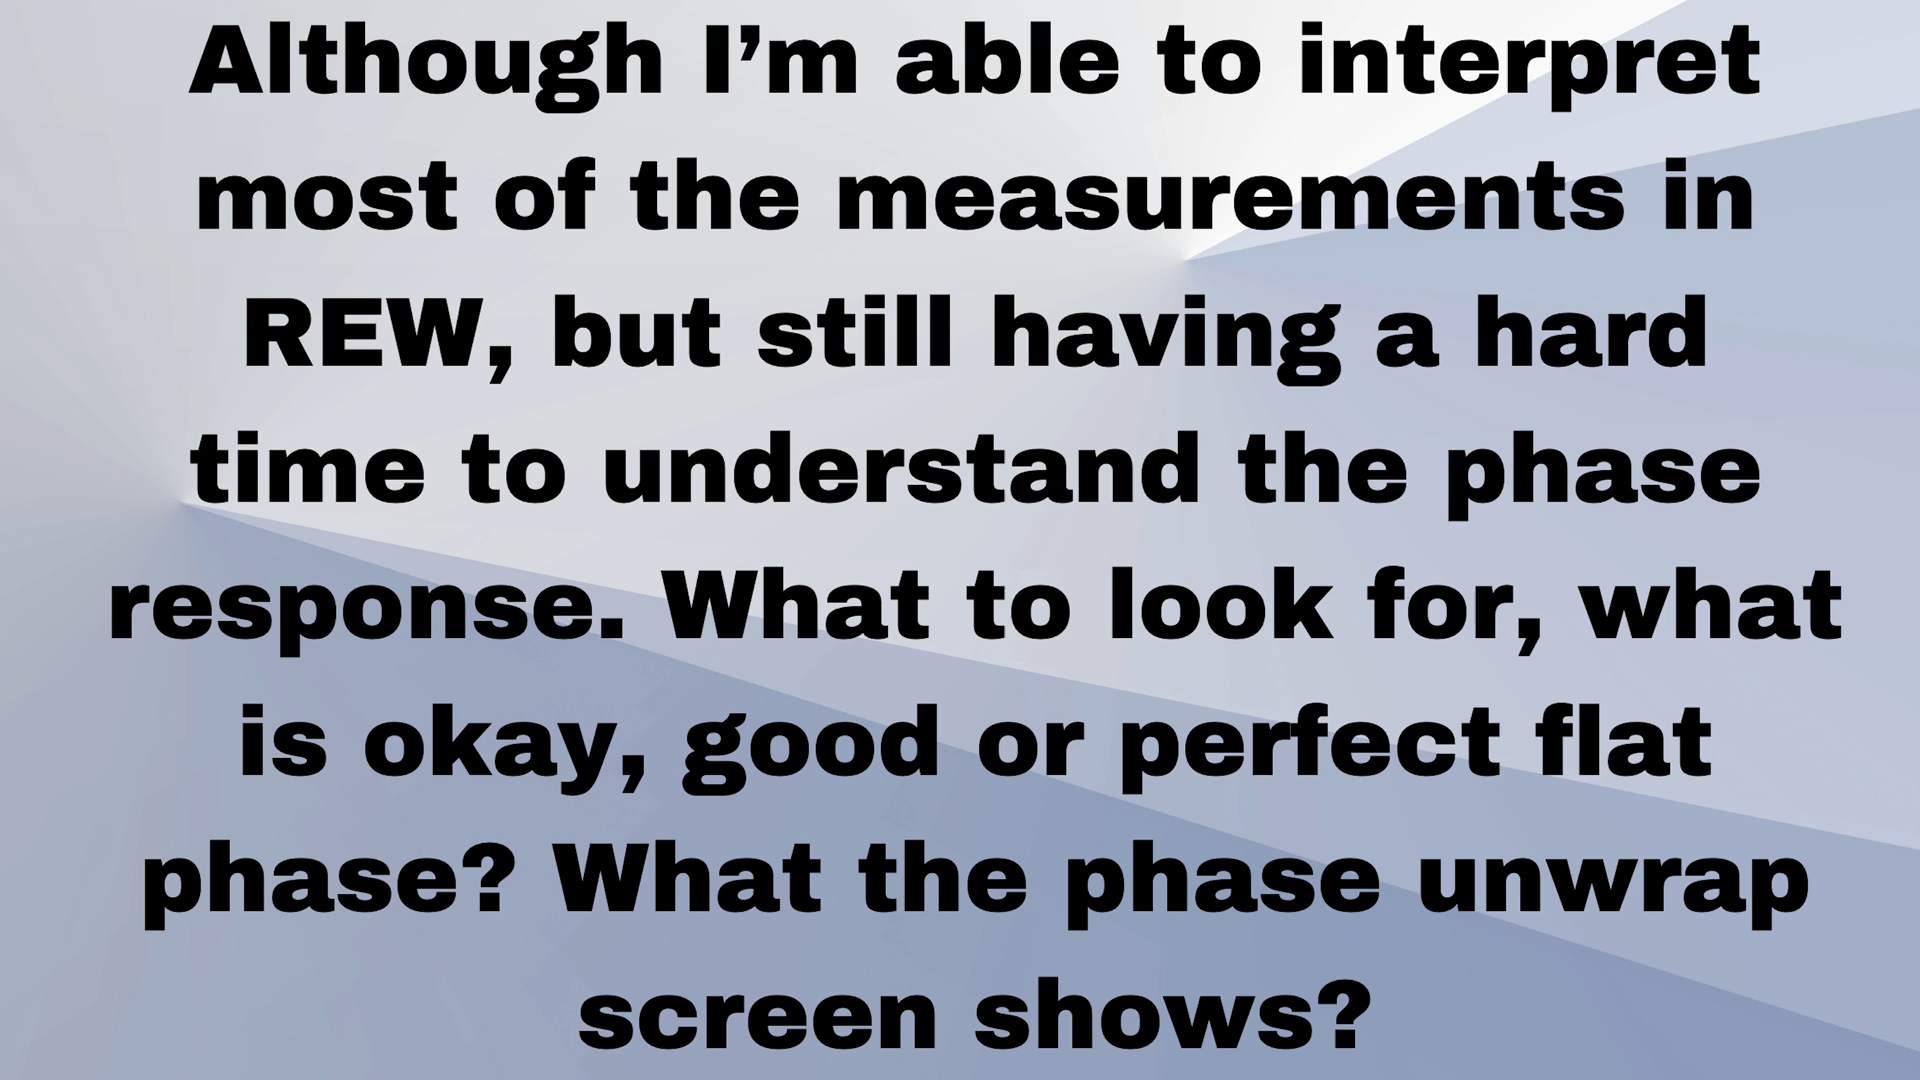 Although I’m able to interpret
most of the measurements in
REW, but still having a hard
time to understand the phase
response. What to look for, what
is okay, good or perfect flat
phase? What the phase unwrap
screen shows?